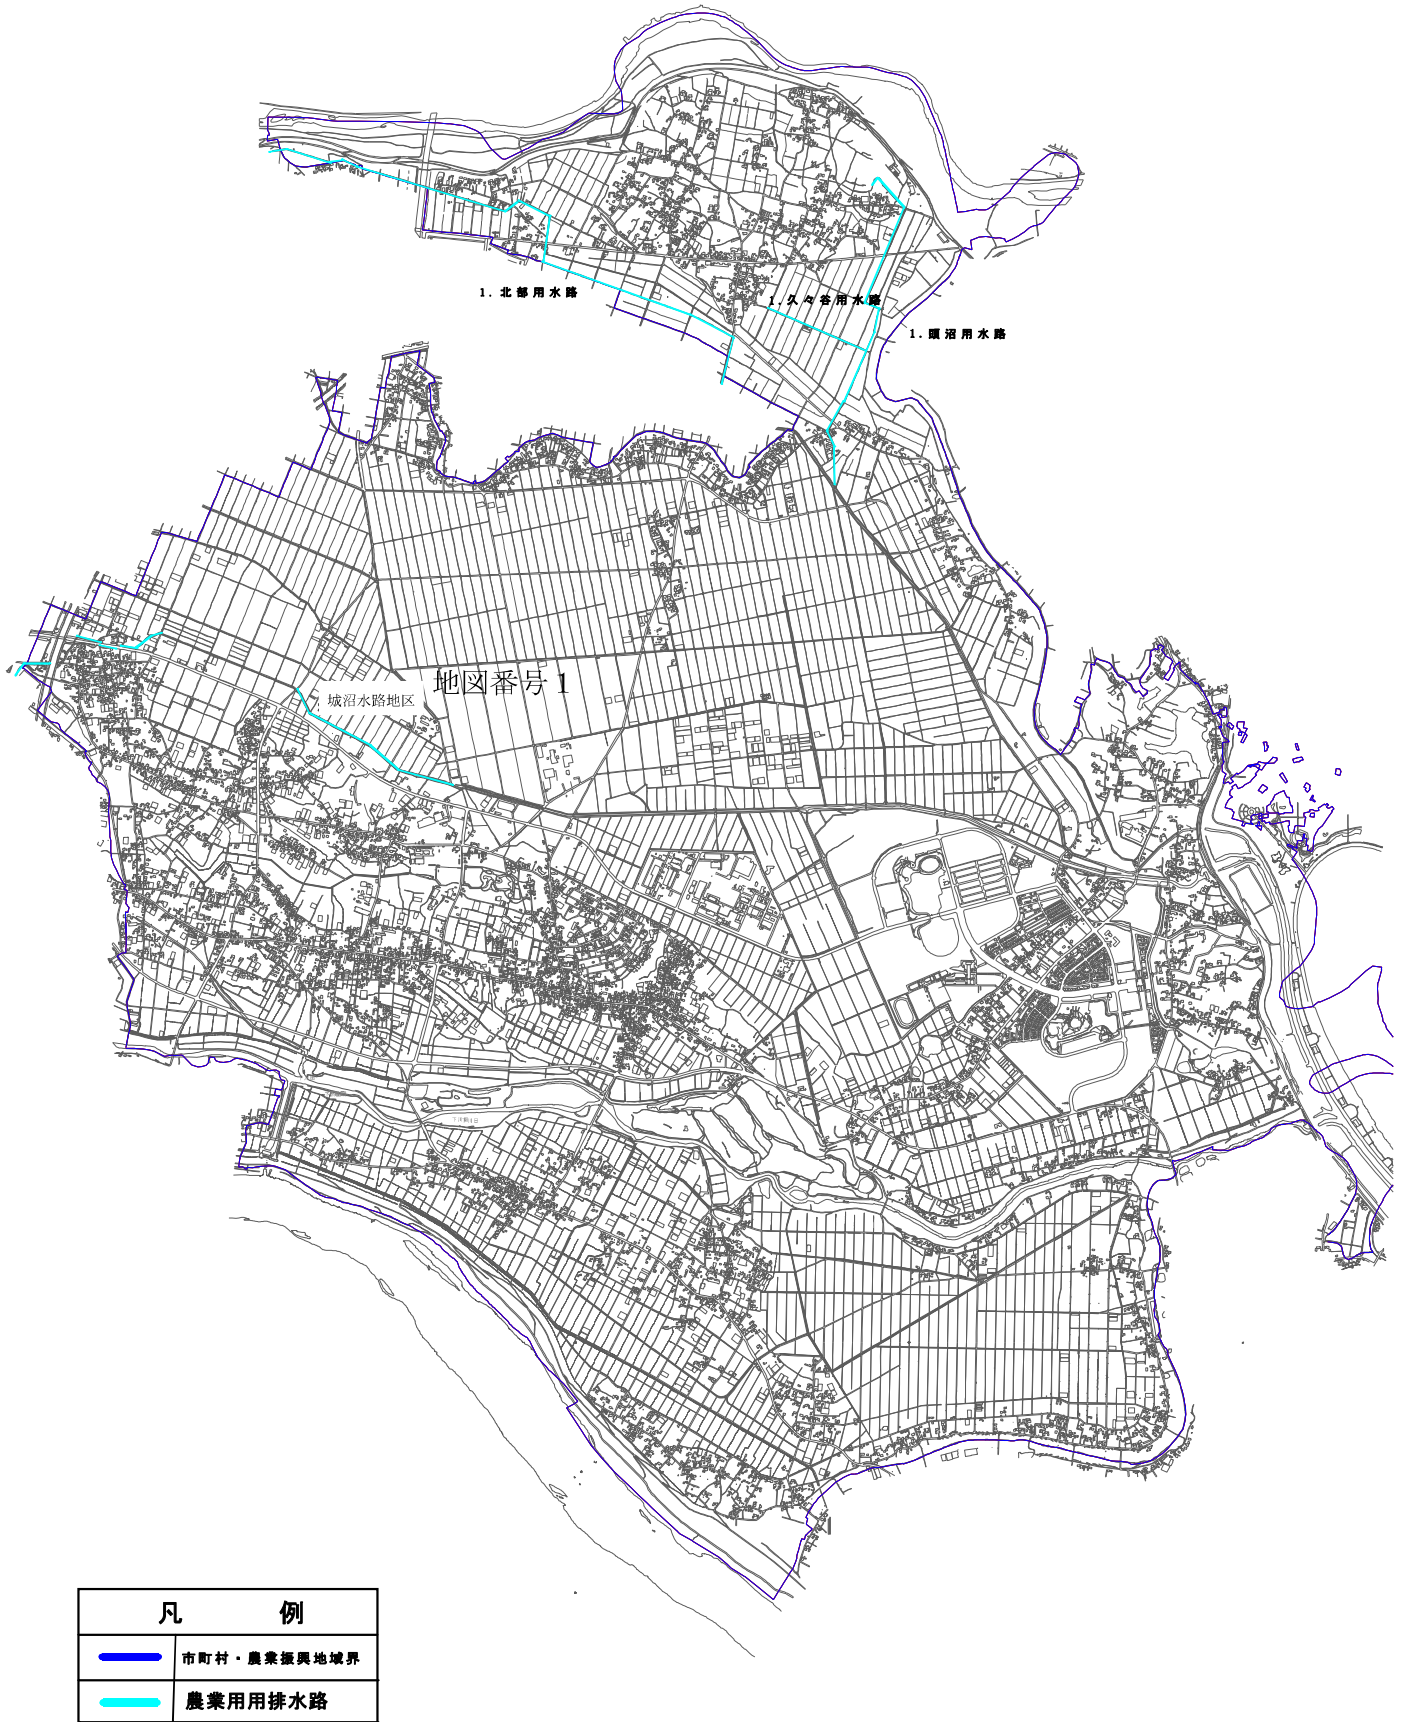 1. 北部用水路
1. 久々谷用水路
1. 頭沼用水路
地図番号1
城沼水路地区
凡 例
市町村・農業振興地域界
農業用用排水路